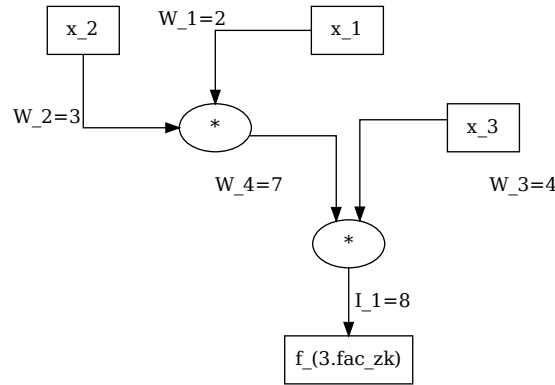 W_1=2
x_2
x_1
W_2=3
*
x_3
W_4=7
W_3=4
*
I_1=8
f_(3.fac_zk)